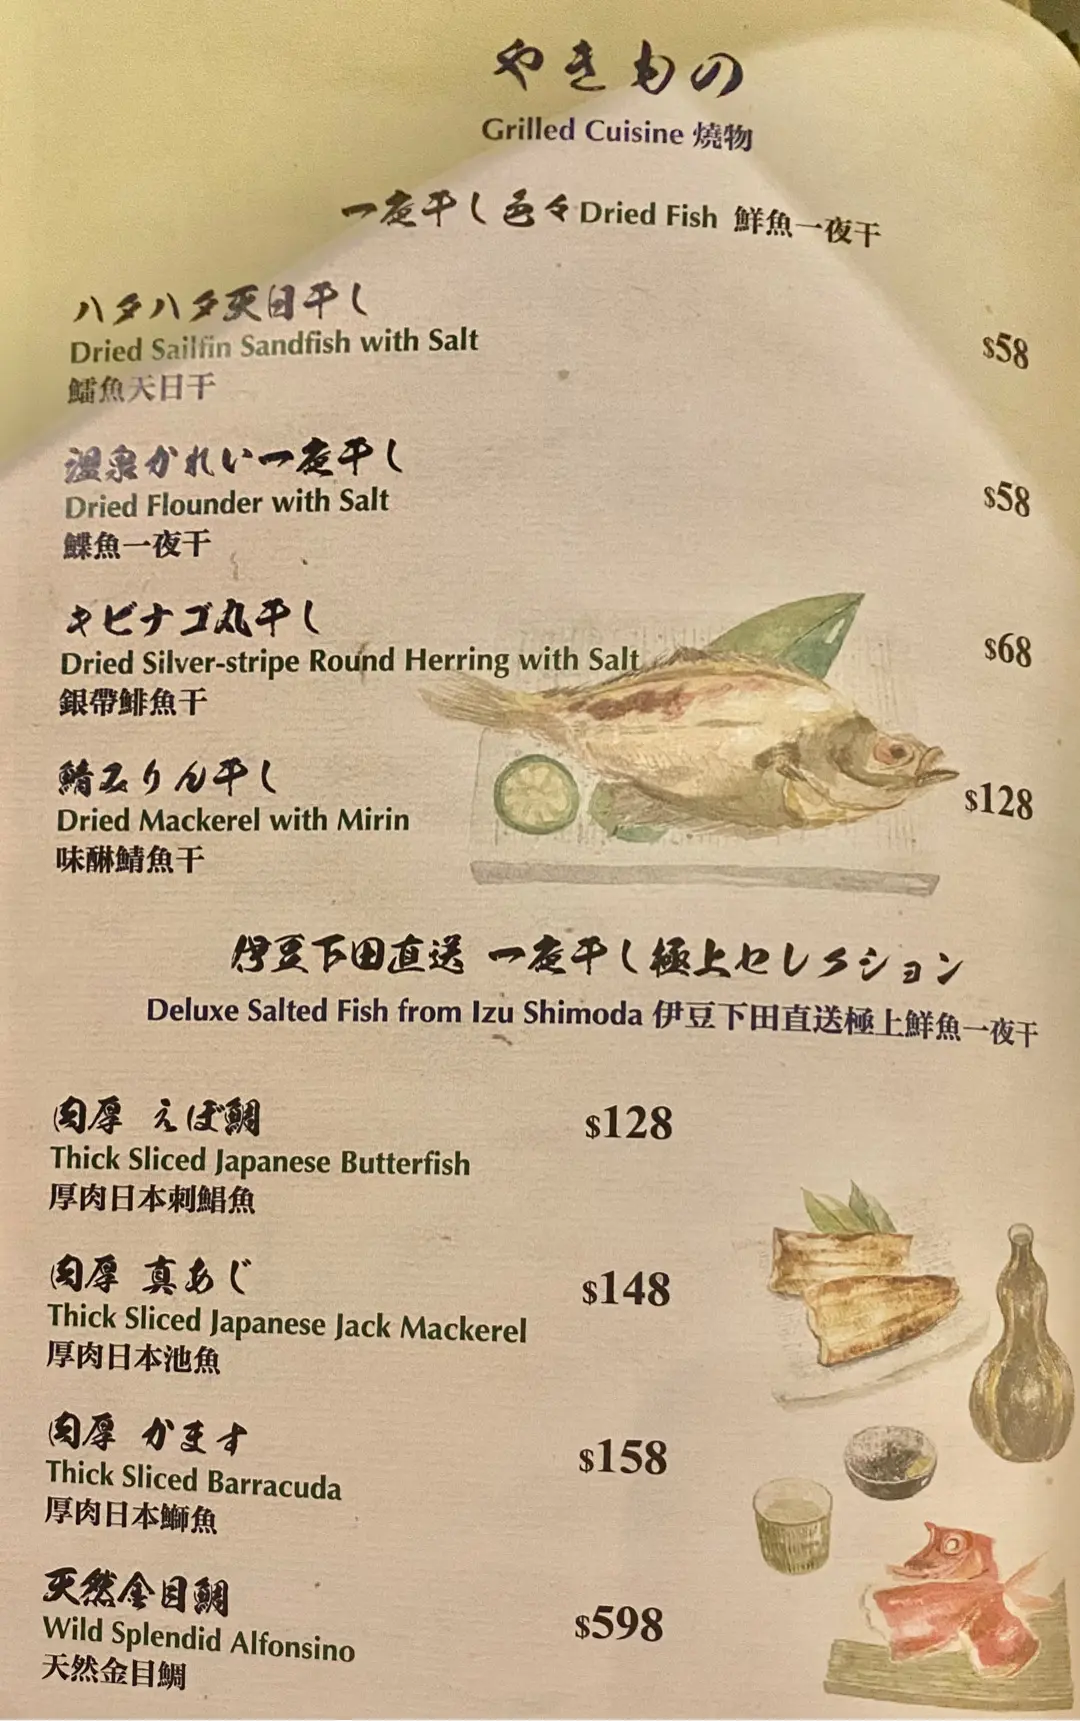 やきもの
Grilled Cuisine 燒物
一夜干し色々 Dried Fish 鮮魚一夜干
ハタハタ天日干し
Dried Sailfin Sandfish with Salt
$58
鱩魚天日干
温泉かれい一夜干し
Dried Flounder with Salt
$58
鰈魚一夜干
キビナゴ丸干し
Dried Silver-stripe Round Herring with Salt
$68
銀帶鯡魚干
鯖みりん干し
Dried Mackerel with Mirin
$128
味醂鯖魚干
伊豆下田直送 一夜干し極上セレクション
Deluxe Salted Fish from Izu Shimoda 伊豆下田直送極上鮮魚一夜干
肉厚 えぼ鯛
$128
Thick Sliced Japanese Butterfish
厚肉日本刺鯧魚
肉厚 真あじ
$148
Thick Sliced Japanese Jack Mackerel
厚肉日本池魚
肉厚 かます
$158
Thick Sliced Barracuda
厚肉日本鰤魚
天然金目鯛
$598
Wild Splendid Alfonsino
天然金目鯛